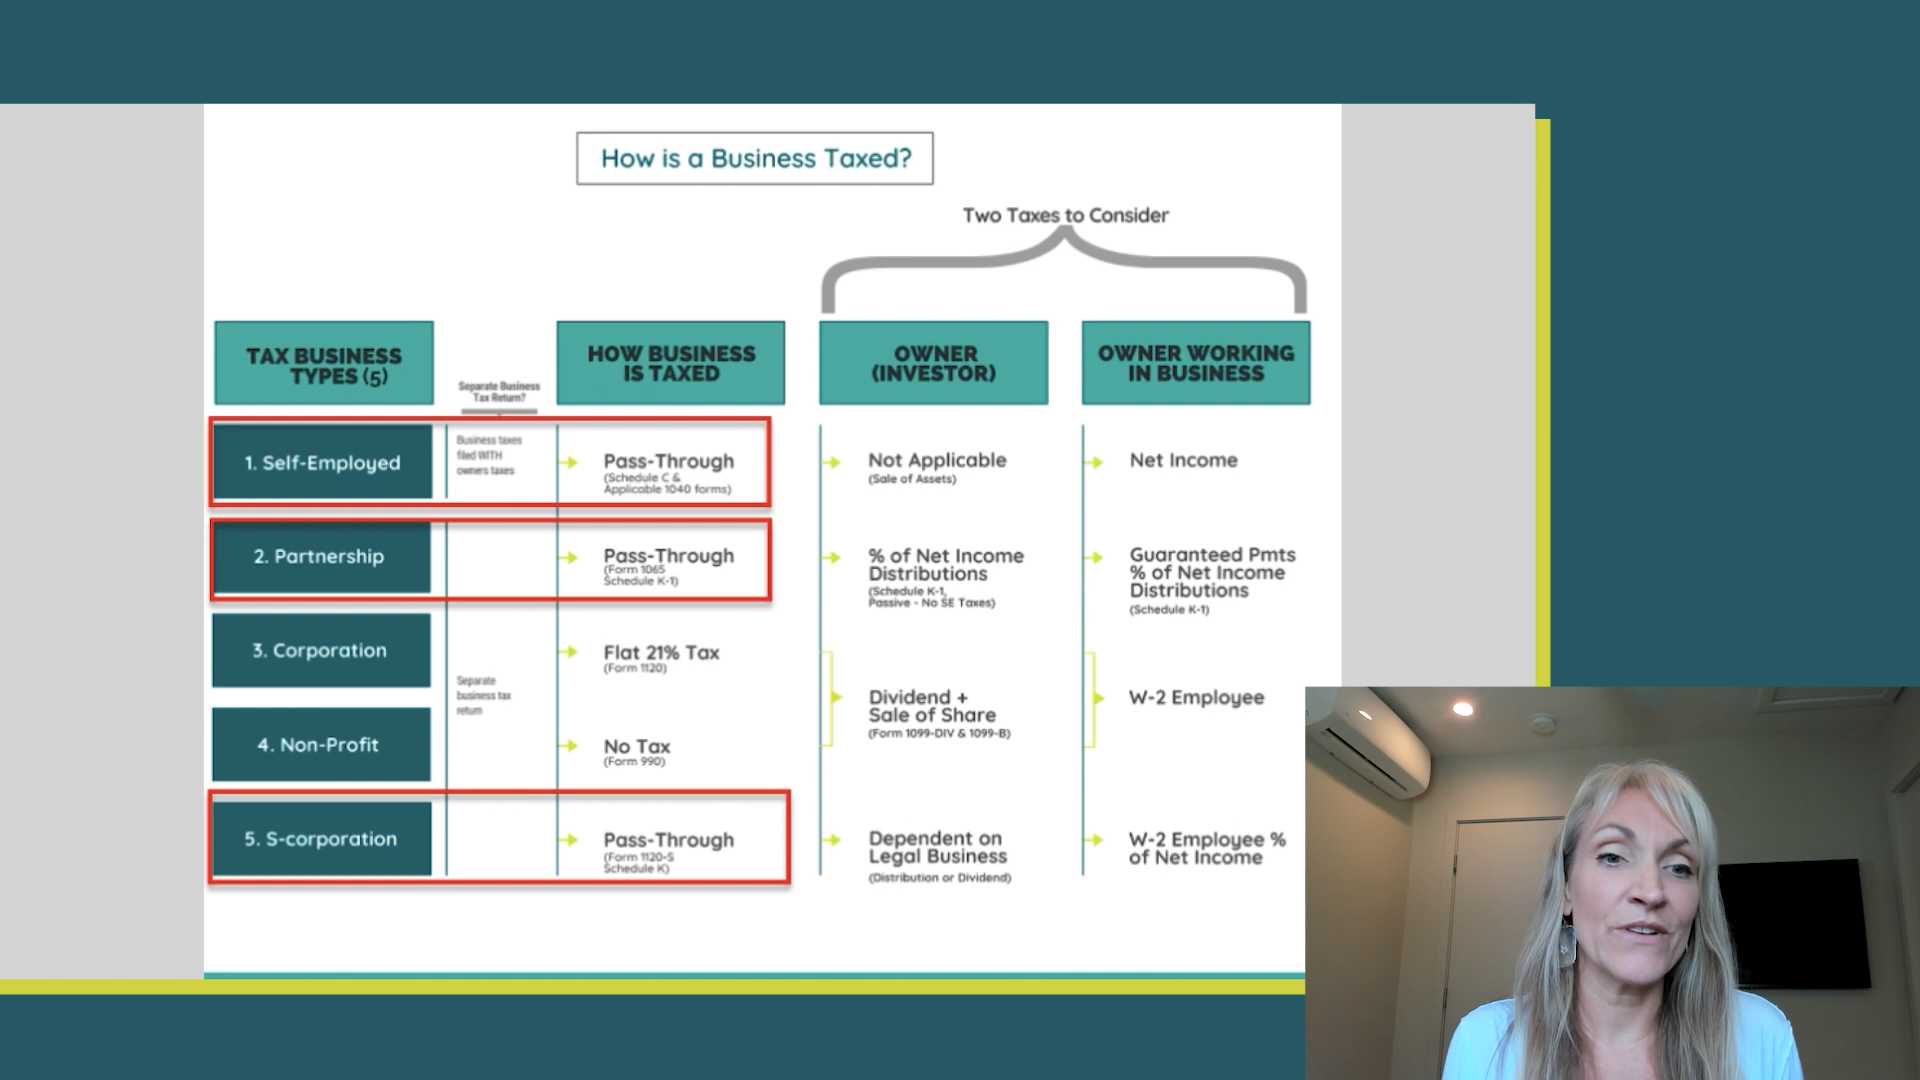 How is a Business Taxed?
Two Taxes to Consider
TAX BUSINESS
TYPES (5)
Separate Business
Tax Return?
HOW BUSINESS
IS TAXED
OWNER
(INVESTOR)
OWNER WORKING
IN BUSINESS
1. Self-Employed
Business taxes
filed WITH
owners taxes
Pass-Through
(Schedule C &
Applicable 1040 forms)
Not Applicable
(Sale of Assets)
Net Income
2. Partnership
Pass-Through
(Form 1065
Schedule K-1)
% of Net Income
Distributions
(Schedule K-1,
Passive - No SE Taxes)
Guaranteed Pmts
% of Net Income
Distributions
(Schedule K-1)
3. Corporation
Flat 21% Tax
(Form 1120)
Separate
business tax
return
Dividend +
Sale of Share
(Form 1099-DIV & 1099-B)
W-2 Employee
4. Non-Profit
No Tax
(Form 990)
5. S-corporation
Pass-Through
(Form 1120-S
Schedule K)
Dependent on
Legal Business
(Distribution or Dividend)
W-2 Employee %
of Net Income